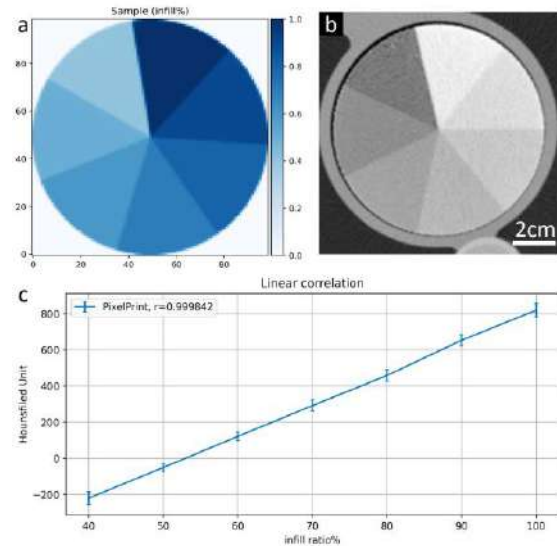 a
Sample (infill%)
80
60
40
20
0
0 20 40 60 80
1.0
0.8
0.6
0.4
0.2
0.0
b
2cm
c
Linear correlation
PixelPrint, r=0.999842
Hounsfiled Unit
800
600
400
200
0
−200
40 50 60 70 80 90 100
infill ratio%